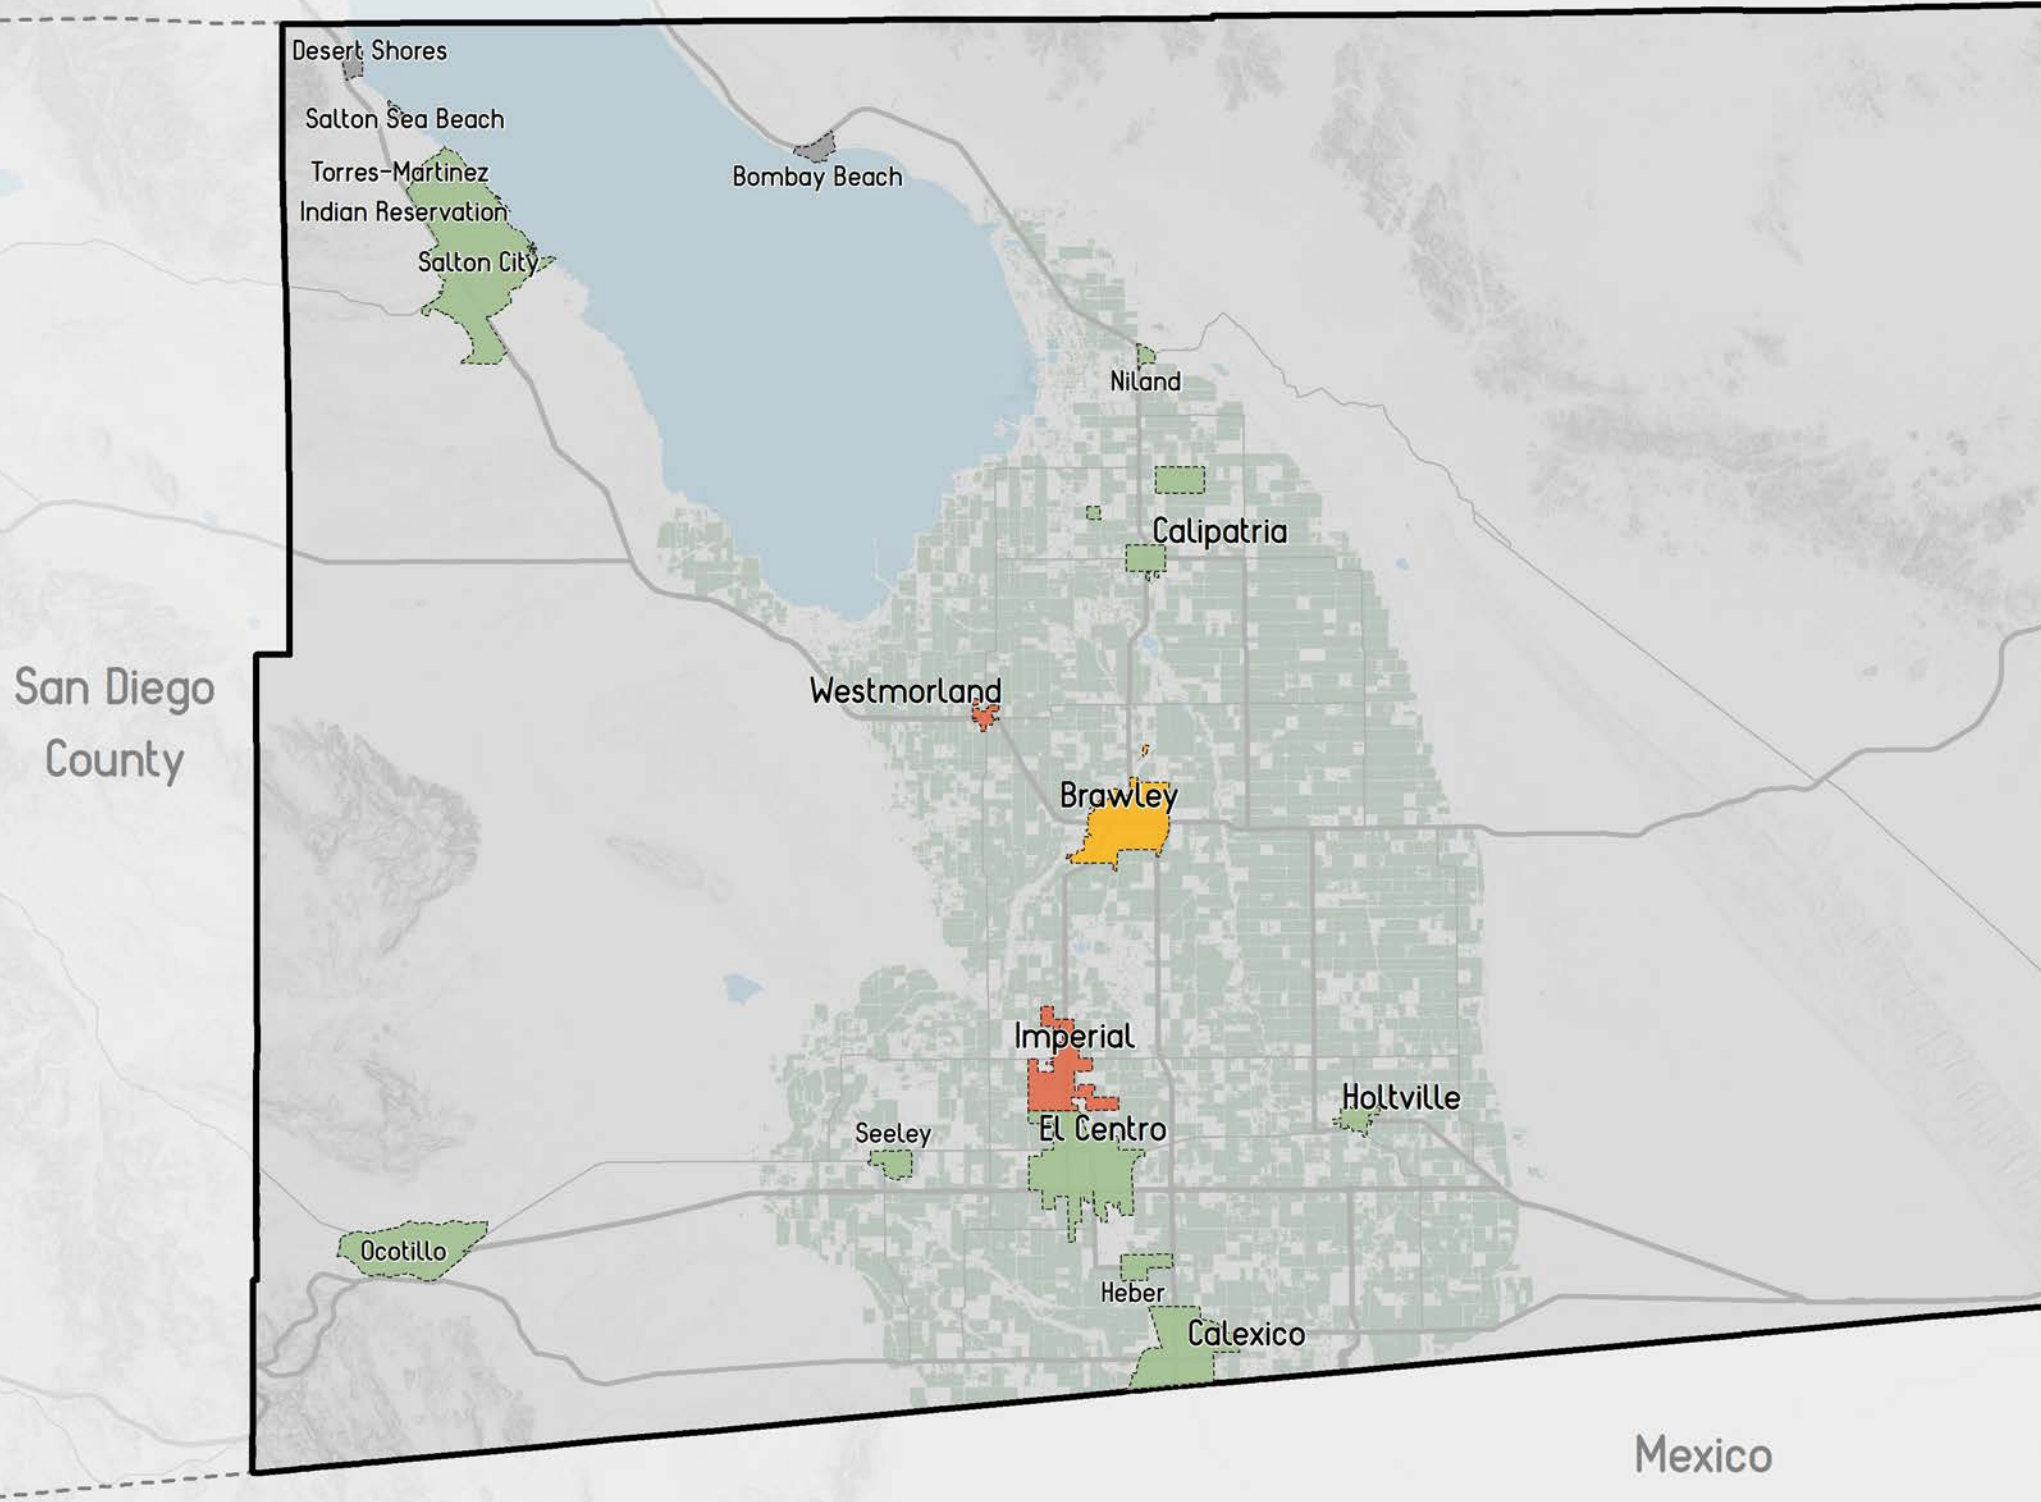 Desert Shores
Salton Sea Beach
Torres-Martinez
Indian Reservation
Bombay Beach
Salton City
Niland
Calipatria
San Diego
County
Westmorland
Brawley
Imperial
Holtville
El Centro
Seeley
Ocotillo
Heber
Calexico
Mexico